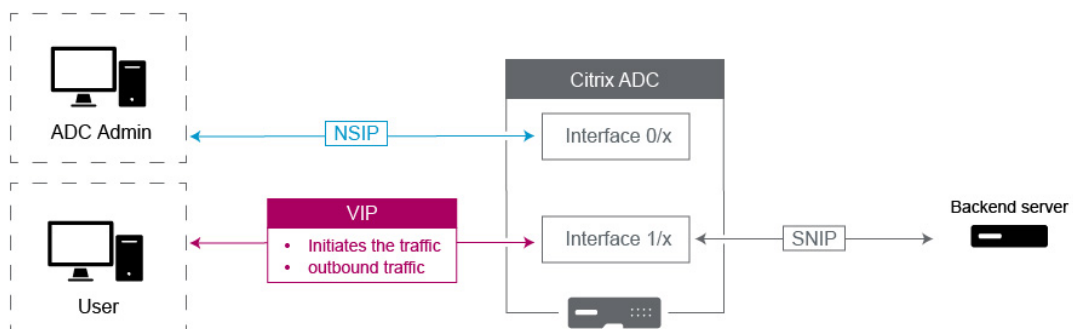 Citrix ADC
ADC Admin
NSIP
Interface 0/x
VIP
• Initiates the traffic
• outbound traffic
Interface 1/x
SNIP
Backend server
User